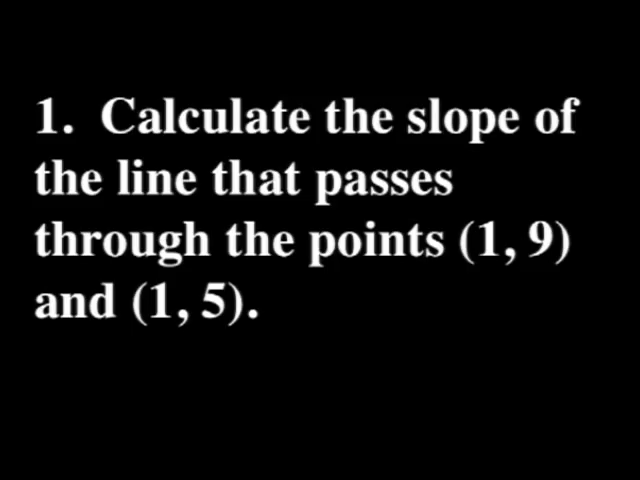 1. Calculate the slope of
the line that passes
through the points (1, 9)
and (1, 5).